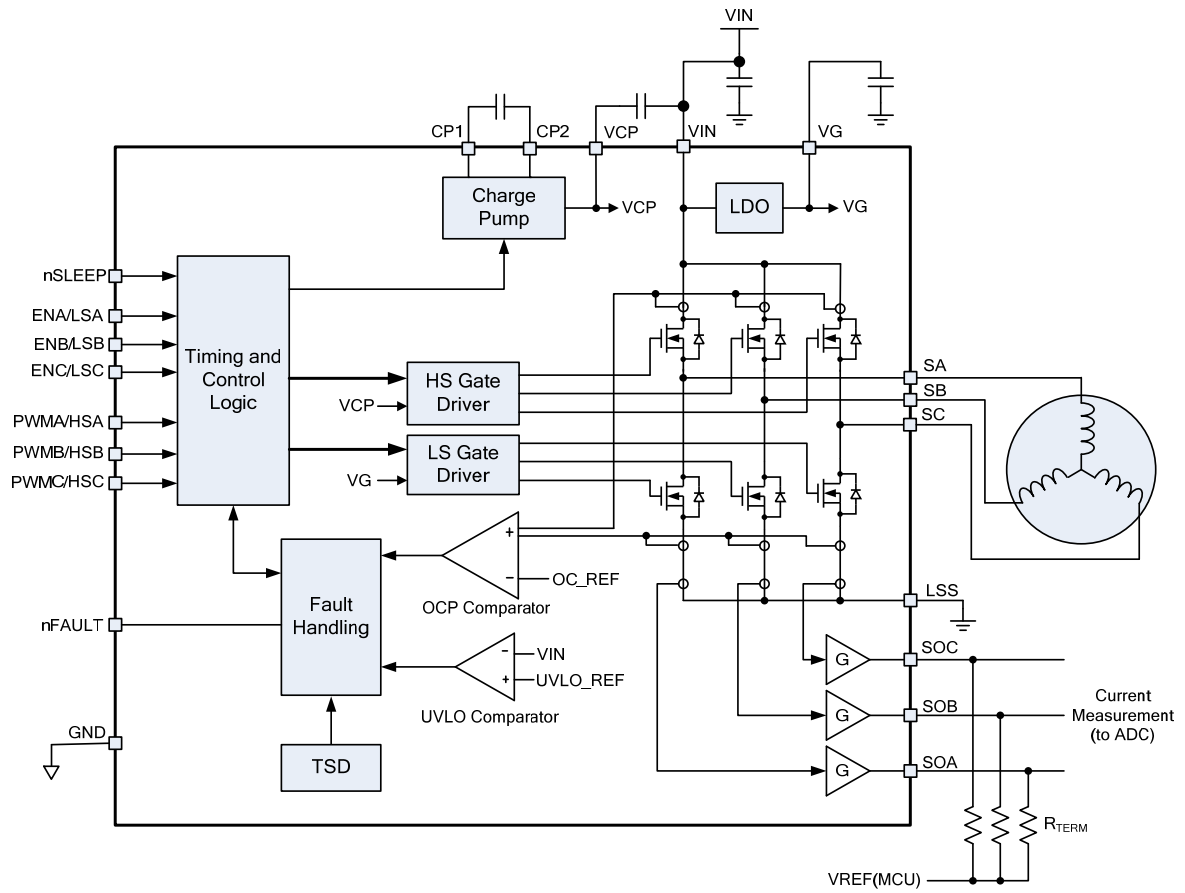 VIN
CP1
CP2
VCP
VIN
VG
Charge
Pump
VCP
LDO
VG
nSLEEP
ENA/LSA
ENB/LSB
ENC/LSC
PWMA/HSA
PWMB/HSB
PWMC/HSC
Timing and
Control
Logic
HS Gate
Driver
VCP
LS Gate
Driver
VG
SA
SB
SC
+
−
OC_REF
OCP Comparator
Fault
Handling
nFAULT
−
VIN
+
UVLO_REF
UVLO Comparator
LSS
G
SOC
G
SOB
G
SOA
Current
Measurement
(to ADC)
GND
TSD
RTERM
VREF(MCU)